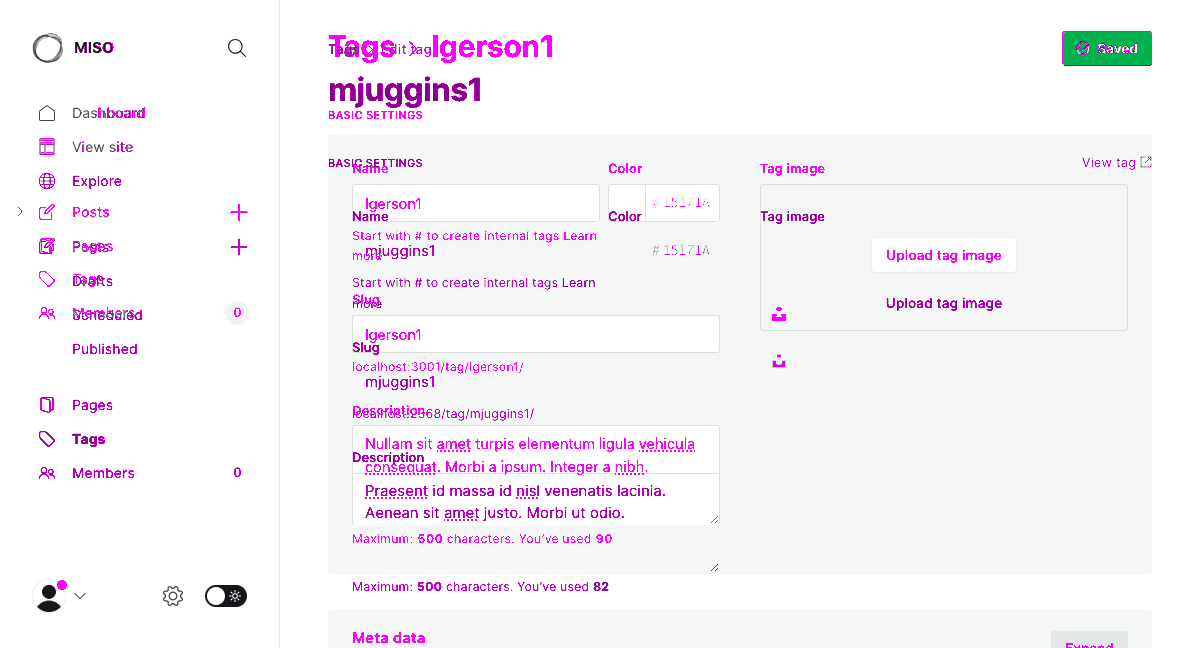 MISO
Dashboard
View site
Explore
Posts
Pages
Tags
Drafts
Members
0
Scheduled
Published
Pages
Tags
Members
0
Tags > lgerson1
Tags
Edit tag
Saved
mjuggins1
BASIC SETTINGS
BASIC SETTINGS
View tag
Name
Color
Tag image
lgerson1
# 15171A
Name
Color
Tag image
Start with # to create internal tags Learn
more
mjuggins1
# 15171A
Upload tag image
Start with # to create internal tags Learn
more
Upload tag image
Slug
lgerson1
Slug
localhost:3001/tag/lgerson1/
mjuggins1
Description
localhost:2368/tag/mjuggins1/
Nullam sit amet turpis elementum ligula vehicula
Description
consequat. Morbi a ipsum. Integer a nibh.
Praesent id massa id nisl venenatis lacinia.
Aenean sit amet justo. Morbi ut odio.
Maximum: 500 characters. You've used 90
Maximum: 500 characters. You've used 82
Meta data
Expand